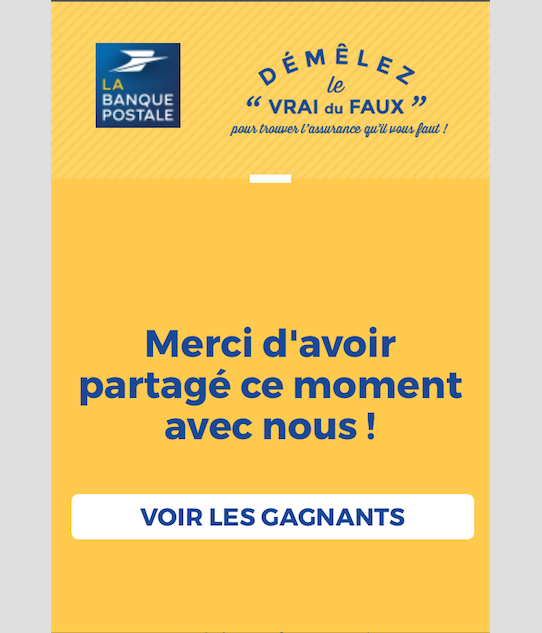 LA
BANQUE
POSTALE
DÉMÊLEZ
le
“ VRAI du FAUX ”
pour trouver l'assurance qu'il vous faut !
Merci d'avoir
partagé ce moment
avec nous !
VOIR LES GAGNANTS